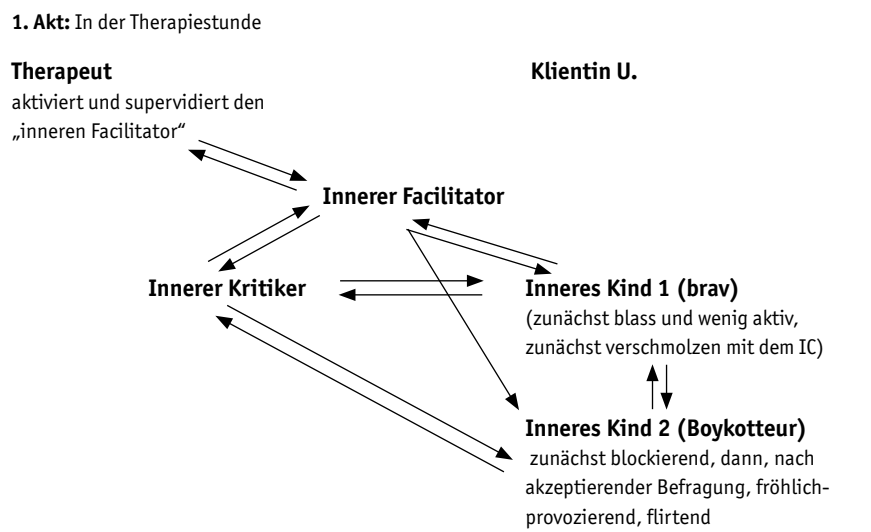 1. Akt: In der Therapiestunde
Therapeut
Klientin U.
aktiviert und supervidiert den
„inneren Facilitator“
Innerer Facilitator
Innerer Kritiker
Inneres Kind 1 (brav)
(zunächst blass und wenig aktiv,
zunächst verschmolzen mit dem IC)
Inneres Kind 2 (Boykotteur)
zunächst blockierend, dann, nach
akzeptierender Befragung, fröhlich-
provozierend, flirtend